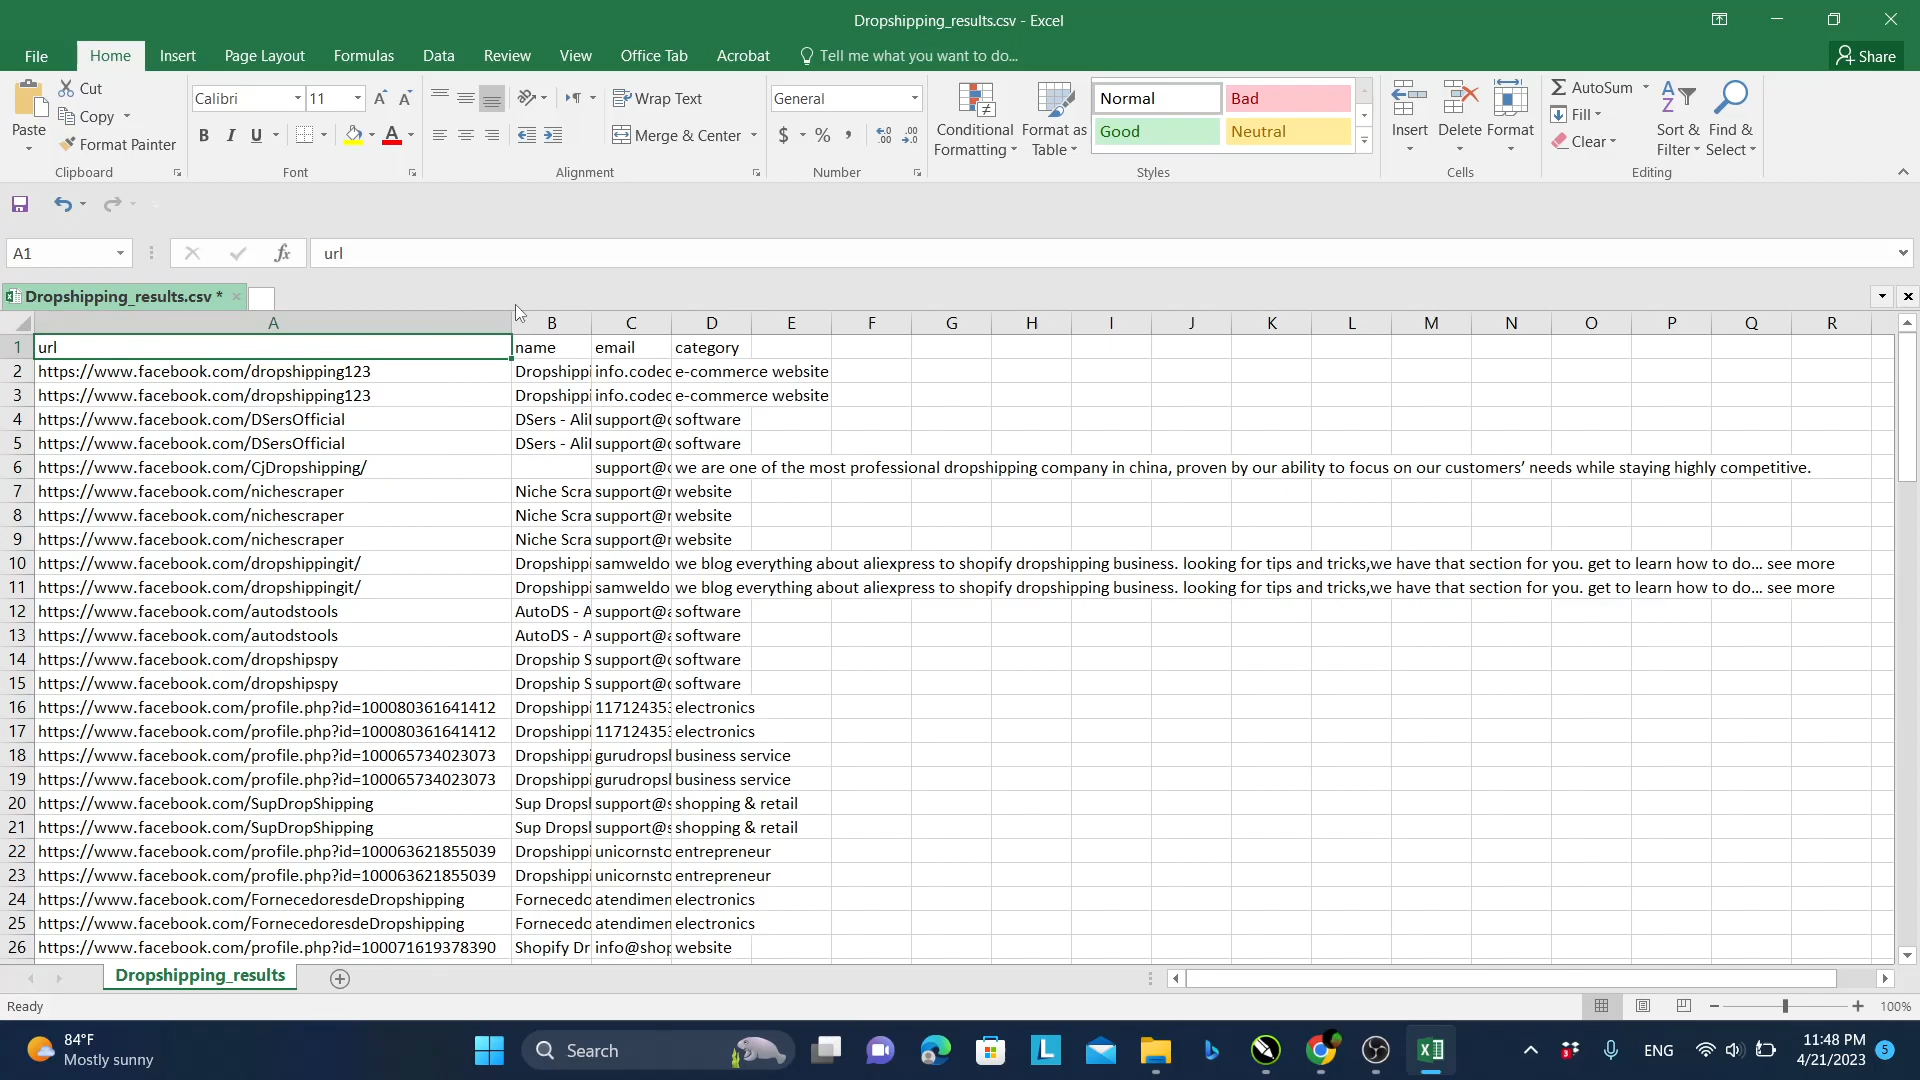 Dropshipping_results.csv - Excel
File Home Insert Page Layout Formulas Data Review View Office Tab Acrobat Tell me what you want to do... Share
Paste Cut Copy Format Painter Clipboard
Calibri 11 B I U A A A Font
Wrap Text Merge & Center Alignment
General $ % , Number
Conditional Formatting Format as Table Normal Bad Good Neutral Styles
Insert Delete Format Cells
AutoSum Fill Clear Sort & Filter Find & Select Editing
A1 fx url
Dropshipping_results.csv *
A B C D E F G H I J K L M N O P Q R
1 url name email category
2 https://www.facebook.com/dropshipping123 Dropshippi info.codec e-commerce website
3 https://www.facebook.com/dropshipping123 Dropshippi info.codec e-commerce website
4 https://www.facebook.com/DSersOfficial DSers - Ali support@ software
5 https://www.facebook.com/DSersOfficial DSers - Ali support@ software
6 https://www.facebook.com/CjDropshipping/ support@ we are one of the most professional dropshipping company in china, proven by our ability to focus on our customers’ needs while staying highly competitive.
7 https://www.facebook.com/nichescraper Niche Scra support@ website
8 https://www.facebook.com/nichescraper Niche Scra support@ website
9 https://www.facebook.com/nichescraper Niche Scra support@ website
10 https://www.facebook.com/dropshippingit/ Dropshippi samweldo we blog everything about aliexpress to shopify dropshipping business. looking for tips and tricks,we have that section for you. get to learn how to do... see more
11 https://www.facebook.com/dropshippingit/ Dropshippi samweldo we blog everything about aliexpress to shopify dropshipping business. looking for tips and tricks,we have that section for you. get to learn how to do... see more
12 https://www.facebook.com/autodstools AutoDS - A support@a software
13 https://www.facebook.com/autodstools AutoDS - A support@a software
14 https://www.facebook.com/dropshipspy Dropship S support@ software
15 https://www.facebook.com/dropshipspy Dropship S support@ software
16 https://www.facebook.com/profile.php?id=100080361641412 Dropshippi 11712435 electronics
17 https://www.facebook.com/profile.php?id=100080361641412 Dropshippi 11712435 electronics
18 https://www.facebook.com/profile.php?id=100065734023073 Dropshippi gurudrops business service
19 https://www.facebook.com/profile.php?id=100065734023073 Dropshippi gurudrops business service
20 https://www.facebook.com/SupDropShipping Sup Drops support@s shopping & retail
21 https://www.facebook.com/SupDropShipping Sup Drops support@s shopping & retail
22 https://www.facebook.com/profile.php?id=100063621855039 Dropshippi unicornsto entrepreneur
23 https://www.facebook.com/profile.php?id=100063621855039 Dropshippi unicornsto entrepreneur
24 https://www.facebook.com/FornecedoresdeDropshipping Fornecedo atendimen electronics
25 https://www.facebook.com/FornecedoresdeDropshipping Fornecedo atendimen electronics
26 https://www.facebook.com/profile.php?id=100071619378390 Shopify Dr info@shop website
Dropshipping_results
Ready 100%
84°F
Mostly sunny
Search
ENG
11:48 PM
4/21/2023
5